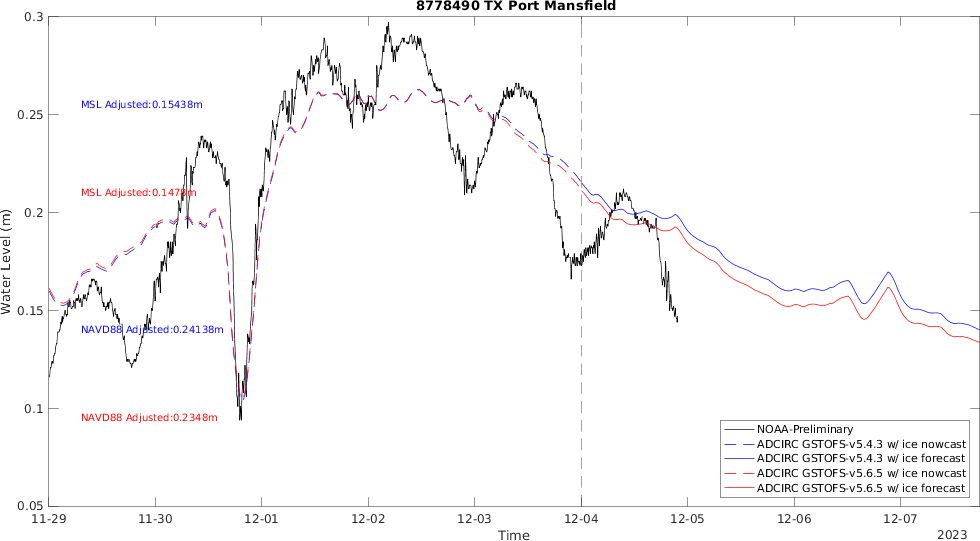 8778490 TX Port Mansfield
0.3
0.25
0.2
0.15
0.1
0.05
Water Level (m)
MSL Adjusted:0.15438m
MSL Adjusted:0.1478m
NAVD88 Adjusted:0.24138m
NAVD88 Adjusted:0.2348m
NOAA-Preliminary
ADCIRC GSTOFS-v5.4.3 w/ ice nowcast
ADCIRC GSTOFS-v5.4.3 w/ ice forecast
ADCIRC GSTOFS-v5.6.5 w/ ice nowcast
ADCIRC GSTOFS-v5.6.5 w/ ice forecast
11-29 11-30 12-01 12-02 12-03 12-04 12-05 12-06 12-07
Time
2023